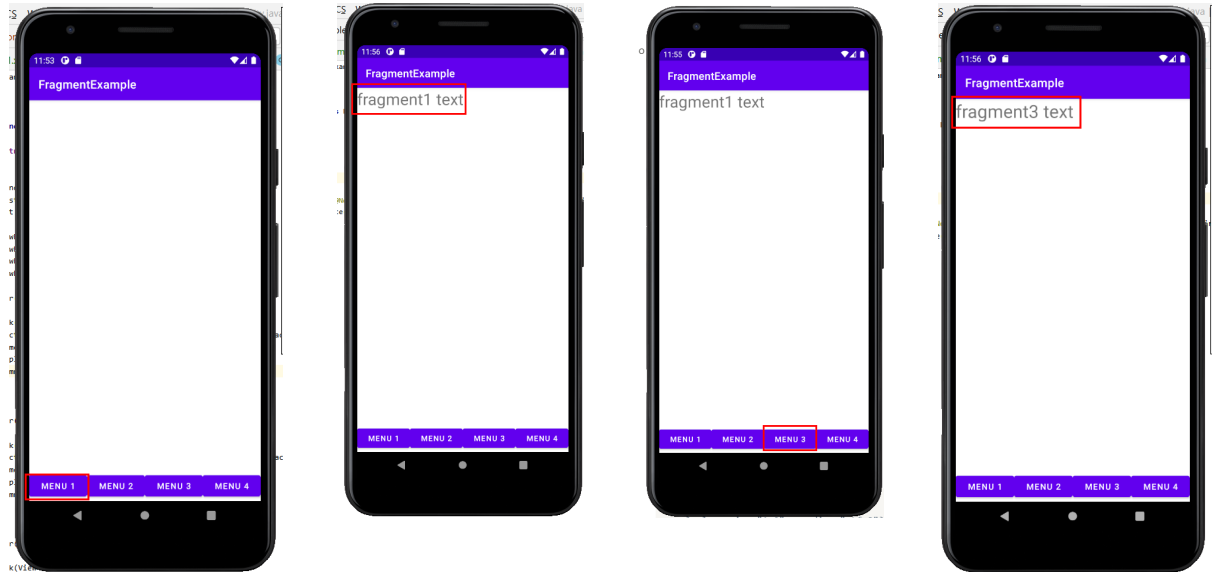 11:53
FragmentExample
MENU 1 MENU 2 MENU 3 MENU 4
11:56
FragmentExample
fragment1 text
MENU 1 MENU 2 MENU 3 MENU 4
11:55
FragmentExample
fragment1 text
MENU 1 MENU 2 MENU 3 MENU 4
11:56
FragmentExample
fragment3 text
MENU 1 MENU 2 MENU 3 MENU 4